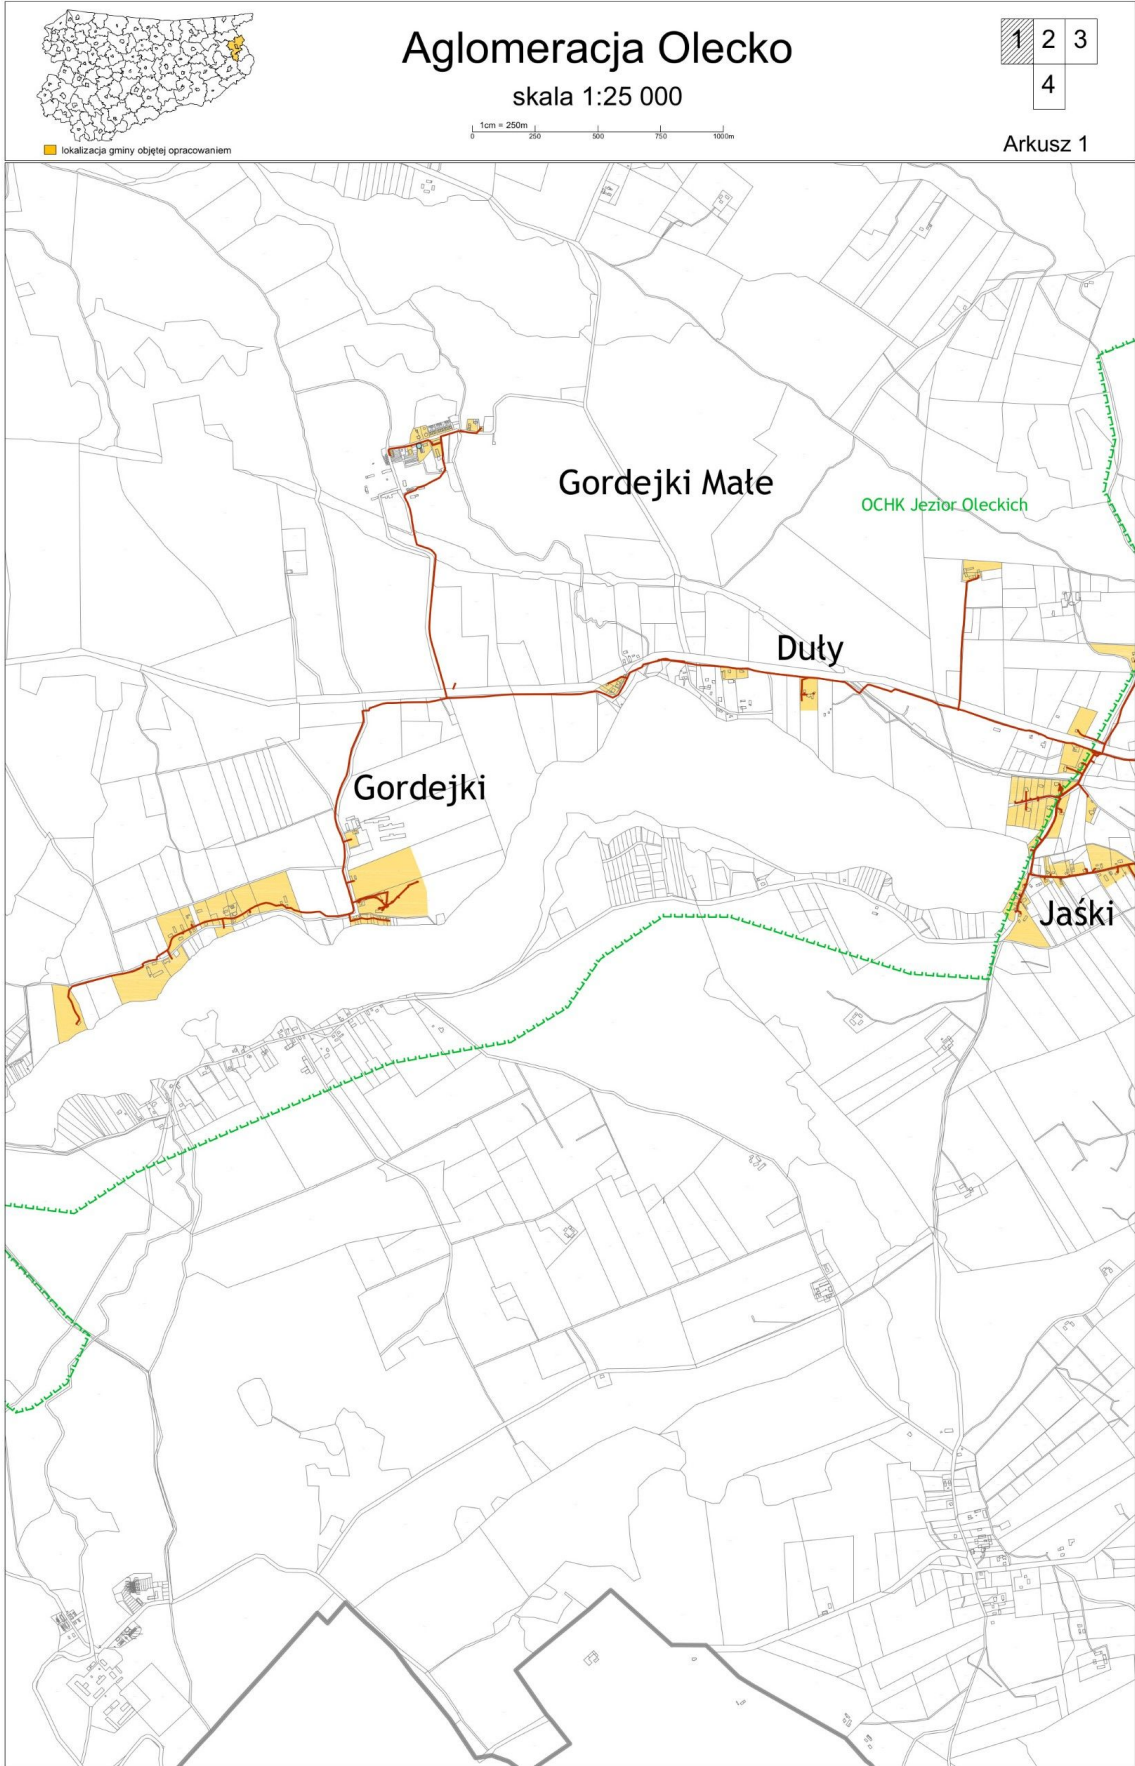 Aglomeracja Olecko
skala 1:25 000
1cm = 250m
0 250 500 750 1000m
lokalizacja gminy objętej opracowaniem
1 2 3
4
Arkusz 1
Gordejki Małe
OCHK Jezior Oleckich
Duły
Gordejki
Jaśki